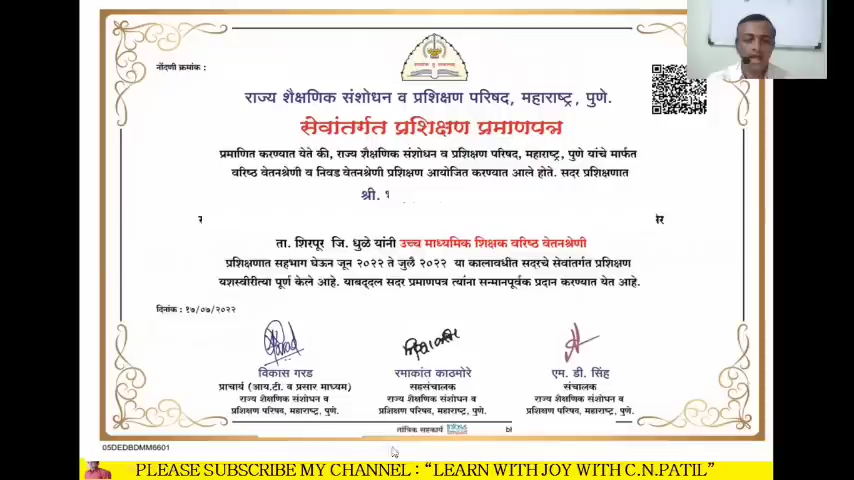 नोंदणी क्रमांक :
राज्य शैक्षणिक संशोधन व प्रशिक्षण परिषद, महाराष्ट्र, पुणे.
सेवांतर्गत प्रशिक्षण प्रमाणपत्र
प्रमाणित करण्यात येते की, राज्य शैक्षणिक संशोधन व प्रशिक्षण परिषद, महाराष्ट्र, पुणे यांचे मार्फत
वरिष्ठ वेतनश्रेणी व निवड वेतनश्रेणी प्रशिक्षण आयोजित करण्यात आले होते. सदर प्रशिक्षणात
श्री.
ता. शिरपूर जि. धुळे यांनी उच्च माध्यमिक शिक्षक वरिष्ठ वेतनश्रेणी
प्रशिक्षणात सहभाग घेऊन जून २०२२ ते जुलै २०२२ या कालावधीत सदरचे सेवांतर्गत प्रशिक्षण
यशस्वीरीत्या पूर्ण केले आहे. याबद्दल सदर प्रमाणपत्र त्यांना सन्मानपूर्वक प्रदान करण्यात येत आहे.
दिनांक : १७/०७/२०२२
विकास गरड रमाकांत काठमोरे एम. डी. सिंह
प्राचार्य (आय.टी. व प्रसार माध्यम) सहसंचालक संचालक
राज्य शैक्षणिक संशोधन व राज्य शैक्षणिक संशोधन व राज्य शैक्षणिक संशोधन व
प्रशिक्षण परिषद, महाराष्ट्र, पुणे. प्रशिक्षण परिषद, महाराष्ट्र, पुणे. प्रशिक्षण परिषद, महाराष्ट्र, पुणे.
तांत्रिक सहकार्य Infosys
05DEDBDMM6601
PLEASE SUBSCRIBE MY CHANNEL : “LEARN WITH JOY WITH C.N.PATIL”